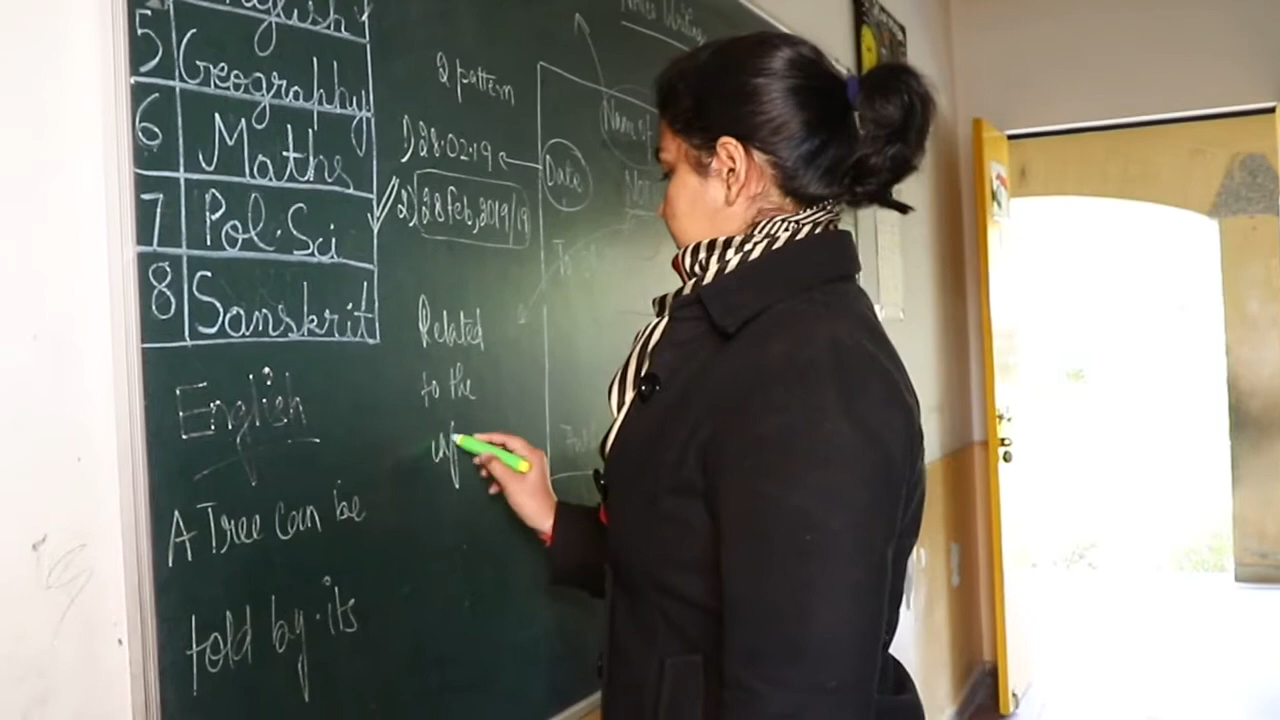 English
5 Geography
6 Maths
7 Pol. Sci
8 Sanskrit
English
A Tree can be
told by its
2 pattern
1) 28.02.19
2) 28 Feb, 2019/19
Related
to the
Notice Writing
Name of
Date